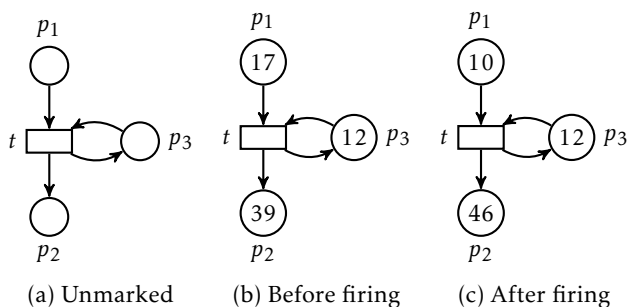 p₁ p₁ p₁
17 10
t t 12 p₃ t 12 p₃
p₃
39 46
p₂ p₂ p₂
(a) Unmarked (b) Before firing (c) After firing